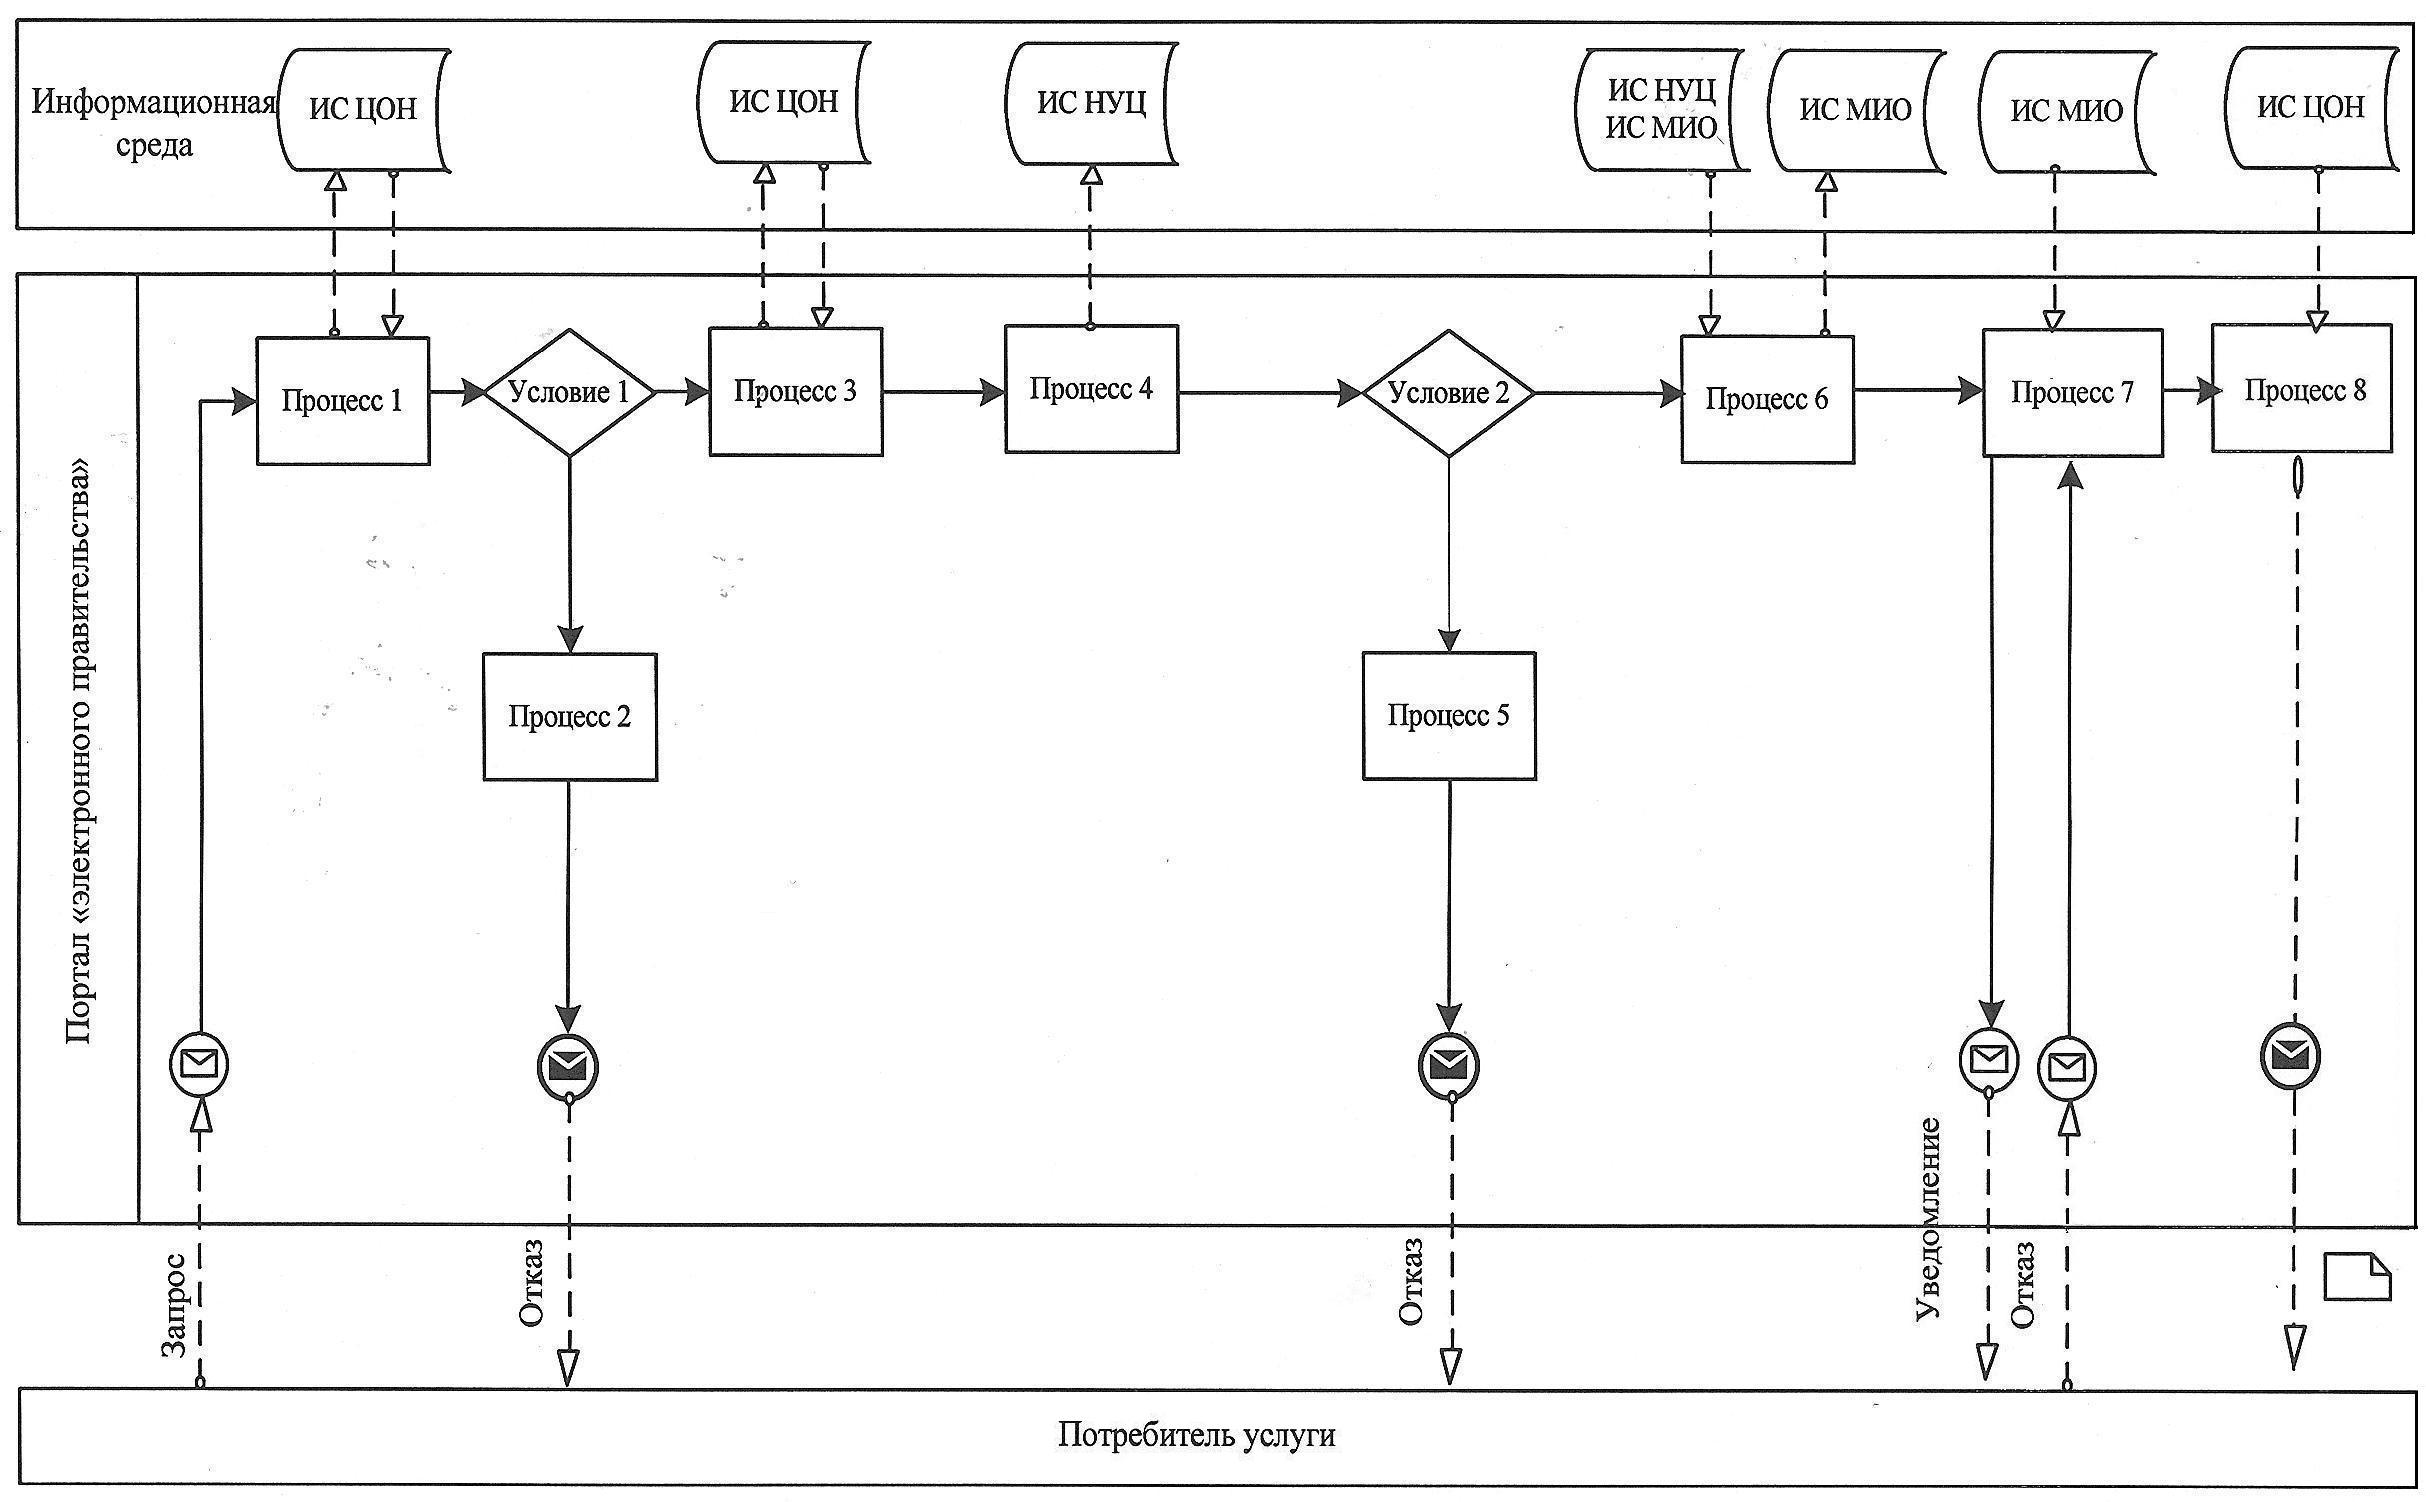 Информационная
среда
ИС ЦОН
ИС ЦОН
ИС НУЦ
ИС НУЦ
ИС МИО
ИС МИО
ИС МИО
ИС ЦОН
Портал «электронного правительства»
Процесс 1
Условие 1
Процесс 3
Процесс 4
Условие 2
Процесс 6
Процесс 7
Процесс 8
Процесс 2
Процесс 5
Запрос
Отказ
Отказ
Уведомление
Отказ
Потребитель услуги